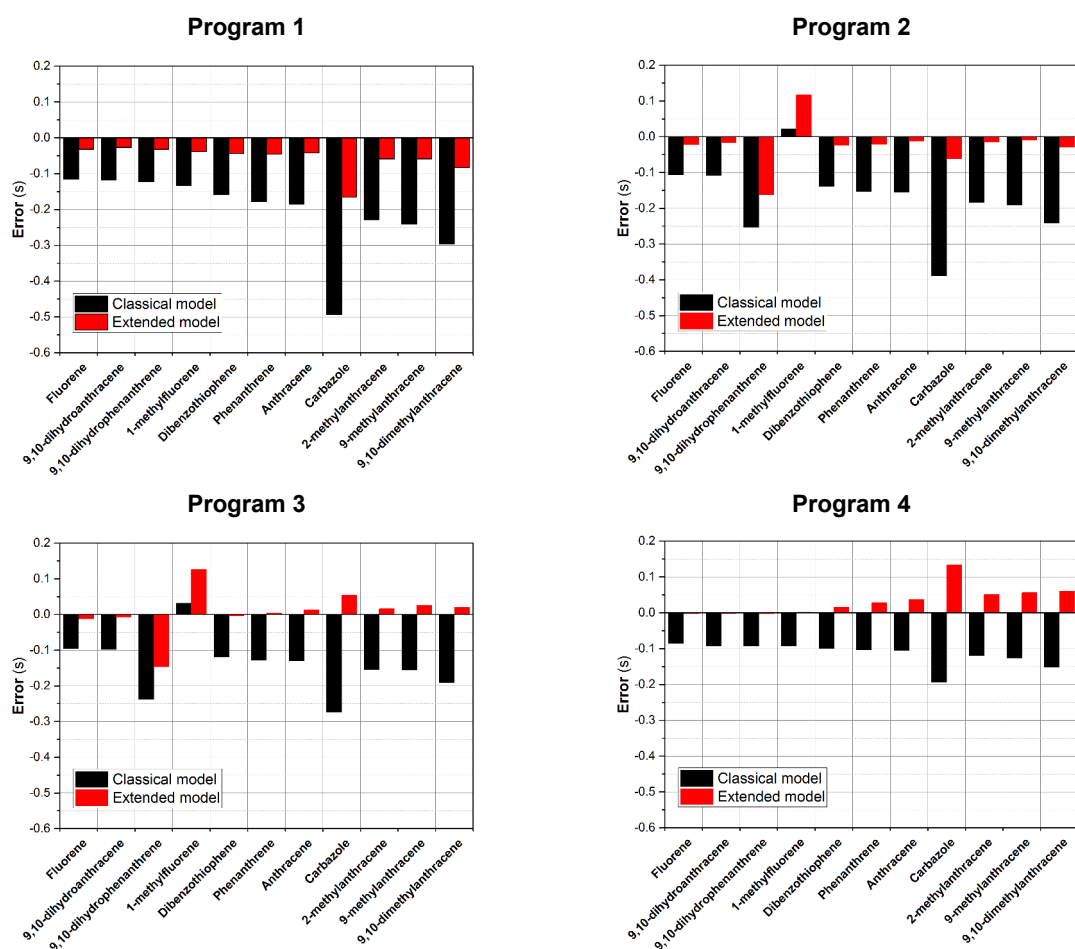 Program 1
0.2
0.1
0.0
-0.1
-0.2
-0.3
-0.4
-0.5
-0.6
Error (s)
Classical model
Extended model
Fluorene
9,10-dihydroanthracene
9,10-dihydrophenanthrene
1-methylfluorene
Dibenzothiophene
Phenanthrene
Anthracene
Carbazole
2-methylanthracene
9-methylanthracene
9,10-dimethylanthracene
Program 2
0.2
0.1
0.0
-0.1
-0.2
-0.3
-0.4
-0.5
-0.6
Error (s)
Classical model
Extended model
Fluorene
9,10-dihydroanthracene
9,10-dihydrophenanthrene
1-methylfluorene
Dibenzothiophene
Phenanthrene
Anthracene
Carbazole
2-methylanthracene
9-methylanthracene
9,10-dimethylanthracene
Program 3
0.2
0.1
0.0
-0.1
-0.2
-0.3
-0.4
-0.5
-0.6
Error (s)
Classical model
Extended model
Fluorene
9,10-dihydroanthracene
9,10-dihydrophenanthrene
1-methylfluorene
Dibenzothiophene
Phenanthrene
Anthracene
Carbazole
2-methylanthracene
9-methylanthracene
9,10-dimethylanthracene
Program 4
0.2
0.1
0.0
-0.1
-0.2
-0.3
-0.4
-0.5
-0.6
Error (s)
Classical model
Extended model
Fluorene
9,10-dihydroanthracene
9,10-dihydrophenanthrene
1-methylfluorene
Dibenzothiophene
Phenanthrene
Anthracene
Carbazole
2-methylanthracene
9-methylanthracene
9,10-dimethylanthracene